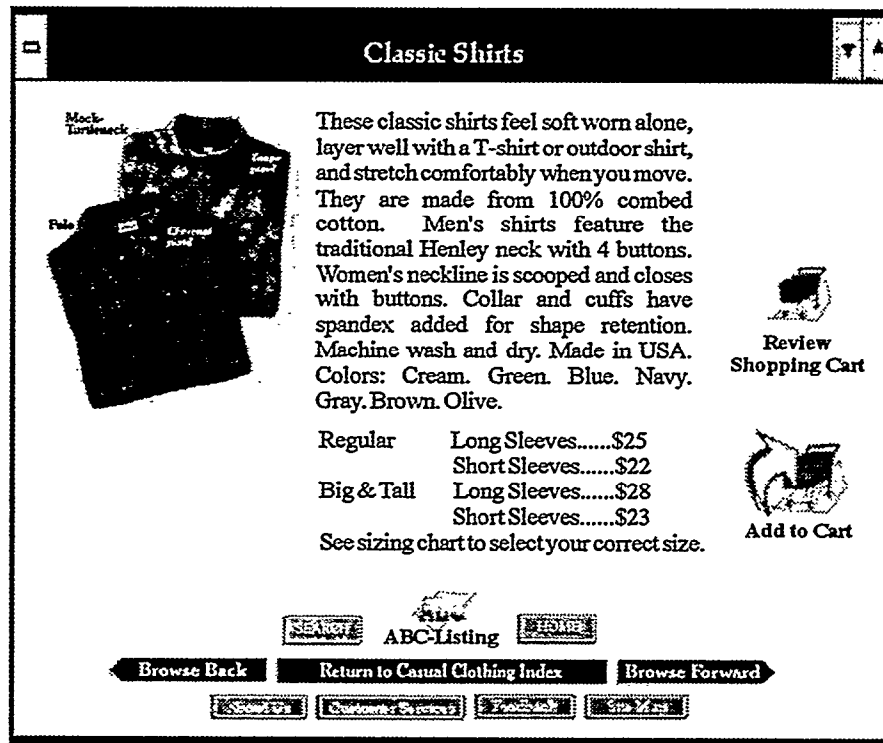 Classic Shirts
Mock-
Turtleneck
Polo
Charcoal
These classic shirts feel soft worn alone,
layer well with a T-shirt or outdoor shirt,
and stretch comfortably when you move.
They are made from 100% combed
cotton. Men's shirts feature the
traditional Henley neck with 4 buttons.
Women's neckline is scooped and closes
with buttons. Collar and cuffs have
spandex added for shape retention.
Machine wash and dry. Made in USA.
Colors: Cream. Green. Blue. Navy.
Gray. Brown. Olive.
Regular Long Sleeves......$25
Short Sleeves......$22
Big & Tall Long Sleeves......$28
Short Sleeves......$23
See sizing chart to select your correct size.
Review
Shopping Cart
Add to Cart
SEARCH
ABC
ABC-Listing
HOME
Browse Back
Return to Casual Clothing Index
Browse Forward
Customer Services
Feedback